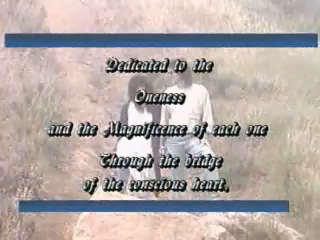 Dedicated to the
Oneness
and the Magnificence of each one
Through the bridge
of the conscious heart.